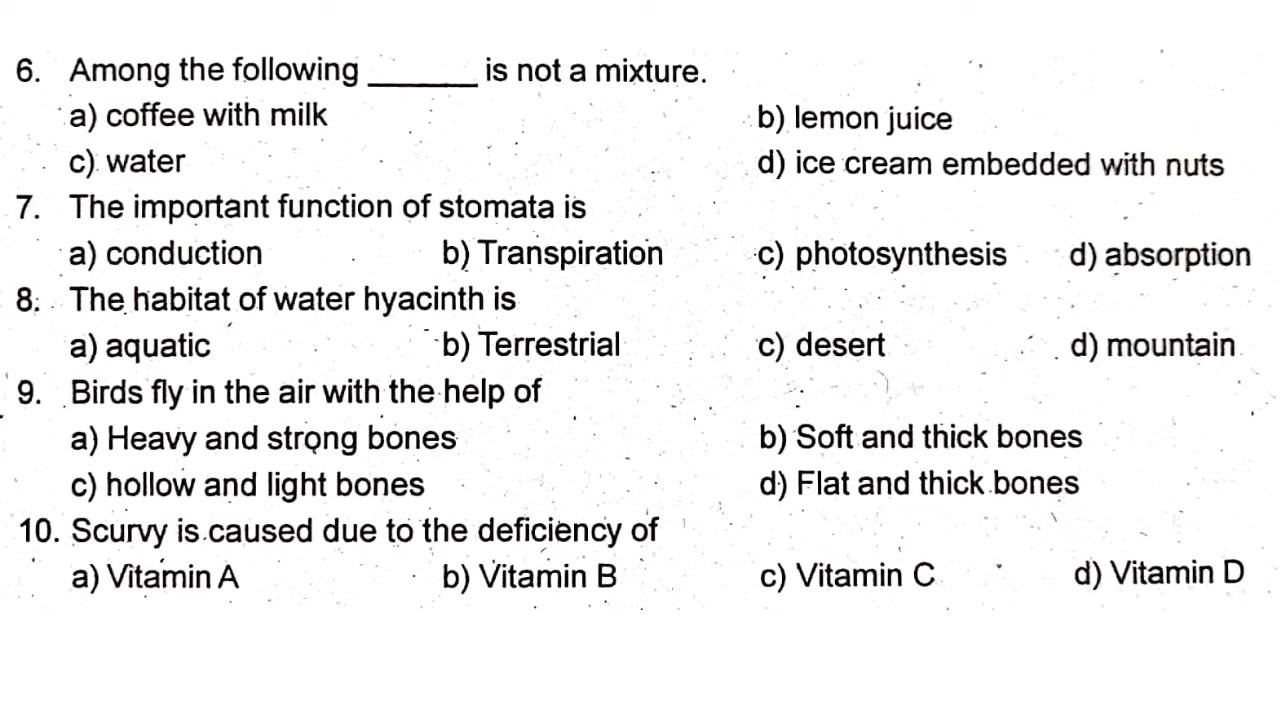 6. Among the following ______ is not a mixture.
a) coffee with milk b) lemon juice
c) water d) ice cream embedded with nuts
7. The important function of stomata is
a) conduction b) Transpiration c) photosynthesis d) absorption
8. The habitat of water hyacinth is
a) aquatic b) Terrestrial c) desert d) mountain
9. Birds fly in the air with the help of
a) Heavy and strong bones b) Soft and thick bones
c) hollow and light bones d) Flat and thick bones
10. Scurvy is caused due to the deficiency of
a) Vitamin A b) Vitamin B c) Vitamin C d) Vitamin D